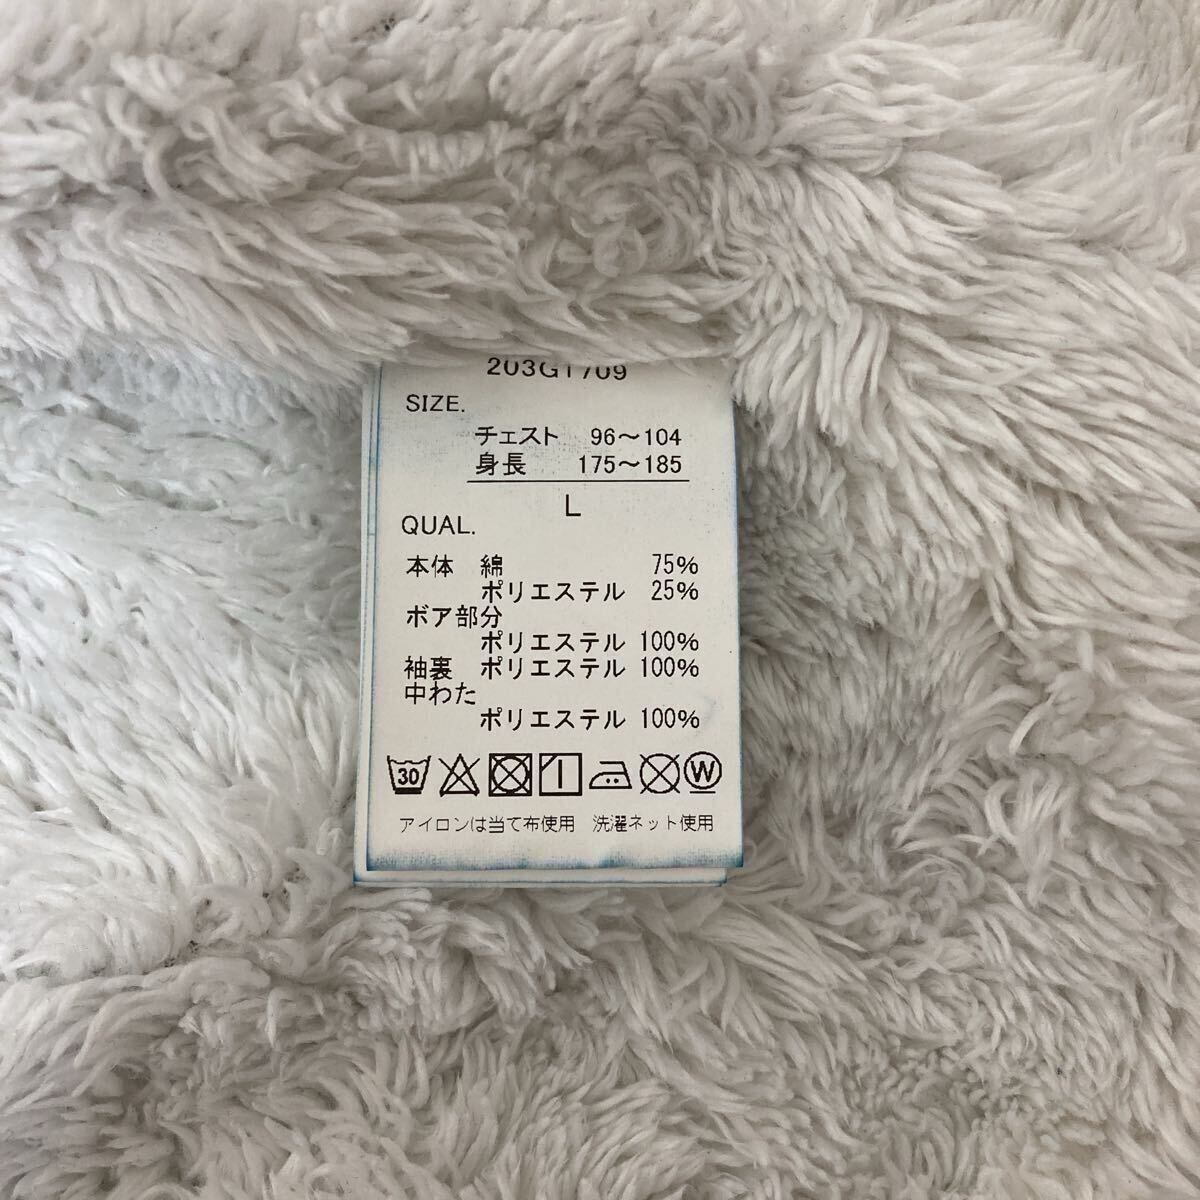 203G1709
SIZE.
チェスト 96～104
身長 175～185
L
QUAL.
本体 綿 75%
ポリエステル 25%
ボア部分
ポリエステル 100%
袖裏 ポリエステル 100%
中わた
ポリエステル 100%
30 W
アイロンは当て布使用 洗濯ネット使用